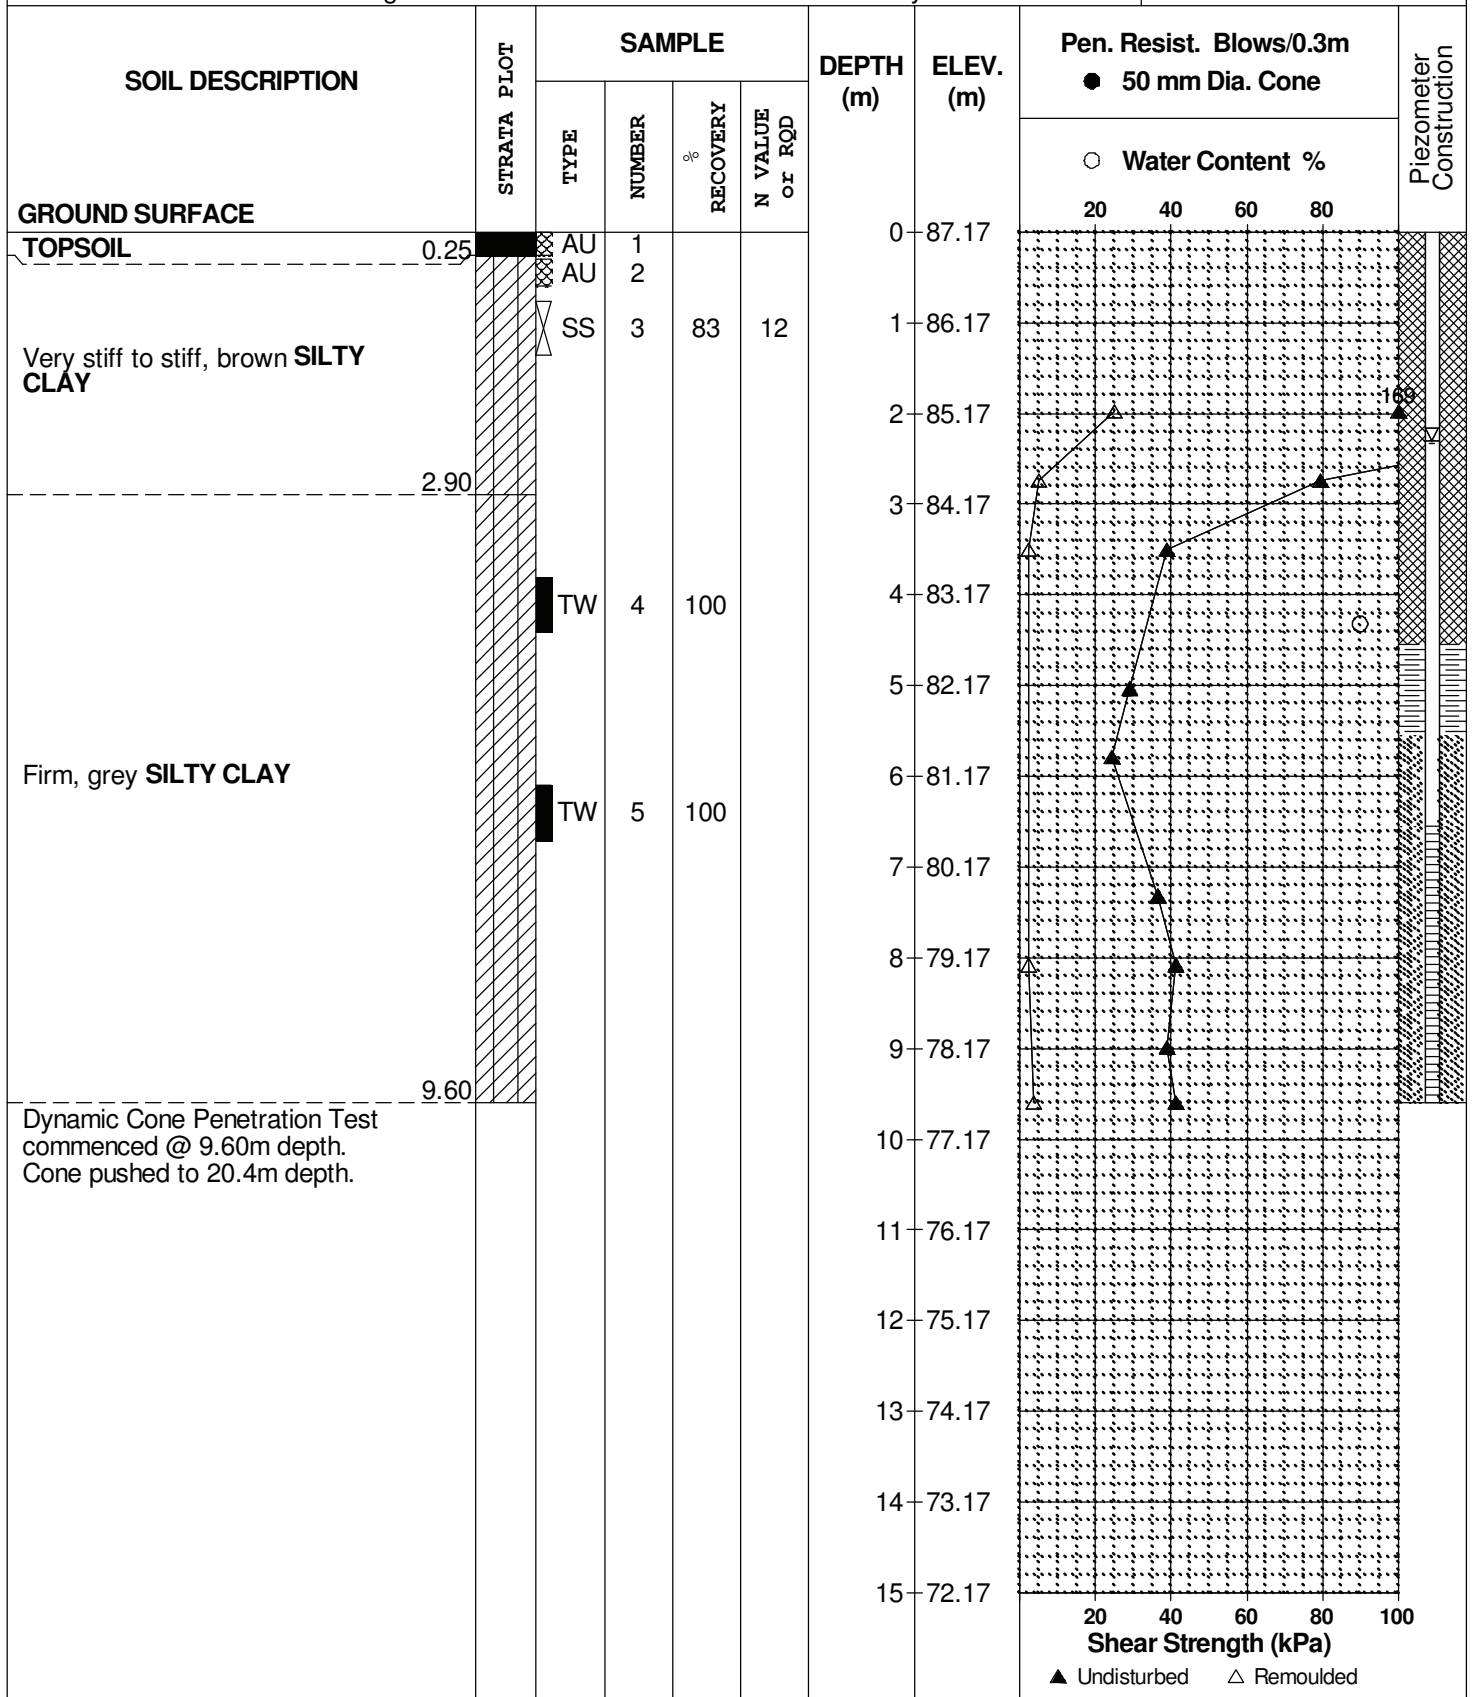 SOIL DESCRIPTION
STRATA PLOT
SAMPLE
TYPE
NUMBER
% RECOVERY
N VALUE or RQD
DEPTH (m)
ELEV. (m)
Pen. Resist. Blows/0.3m
● 50 mm Dia. Cone
○ Water Content %
20 40 60 80
Piezometer Construction
GROUND SURFACE
0 87.17
TOPSOIL 0.25
AU 1
AU 2
SS 3 83 12
1 86.17
Very stiff to stiff, brown SILTY
CLAY
169
2 85.17
2.90
3 84.17
TW 4 100
4 83.17
5 82.17
Firm, grey SILTY CLAY
6 81.17
TW 5 100
7 80.17
8 79.17
9 78.17
9.60
Dynamic Cone Penetration Test
commenced @ 9.60m depth.
Cone pushed to 20.4m depth.
10 77.17
11 76.17
12 75.17
13 74.17
14 73.17
15 72.17
20 40 60 80 100
Shear Strength (kPa)
▲ Undisturbed △ Remoulded